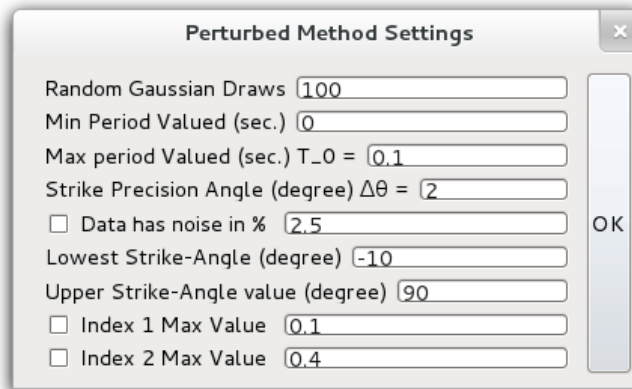 Perturbed Method Settings
Random Gaussian Draws 100
Min Period Valued (sec.) 0
Max period Valued (sec.) T_0 = 0.1
Strike Precision Angle (degree) Δθ = 2
Data has noise in % 2.5
OK
Lowest Strike-Angle (degree) -10
Upper Strike-Angle value (degree) 90
Index 1 Max Value 0.1
Index 2 Max Value 0.4